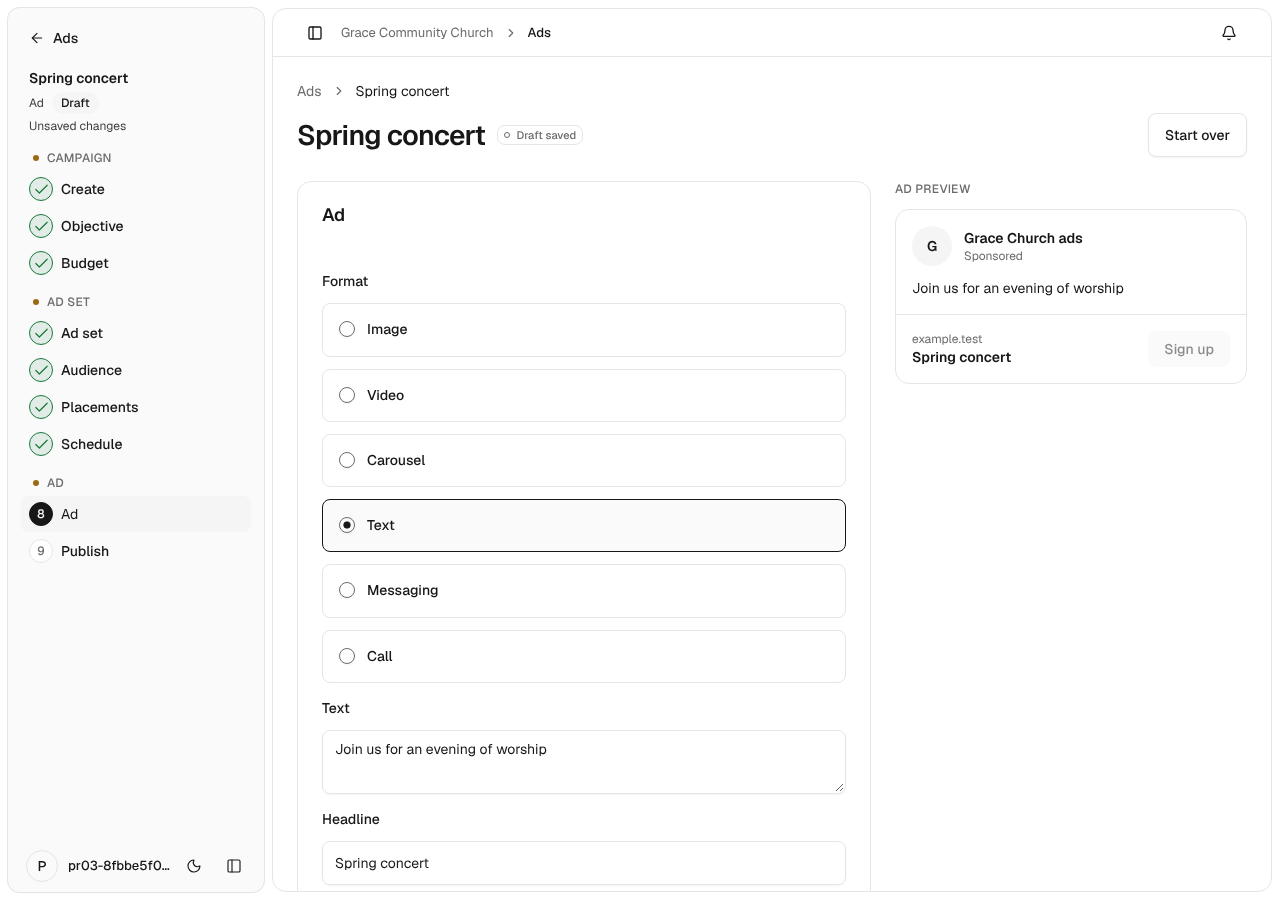 Ads
Spring concert
Ad Draft
Unsaved changes
CAMPAIGN
Create
Objective
Budget
AD SET
Ad set
Audience
Placements
Schedule
AD
8 Ad
9 Publish
P pr03-8fbbe5f0...
Grace Community Church Ads
Ads Spring concert
Spring concert Draft saved
Start over
Ad
Format
Image
Video
Carousel
Text
Messaging
Call
Text
Join us for an evening of worship
Headline
Spring concert
AD PREVIEW
G
Grace Church ads
Sponsored
Join us for an evening of worship
example.test
Spring concert
Sign up